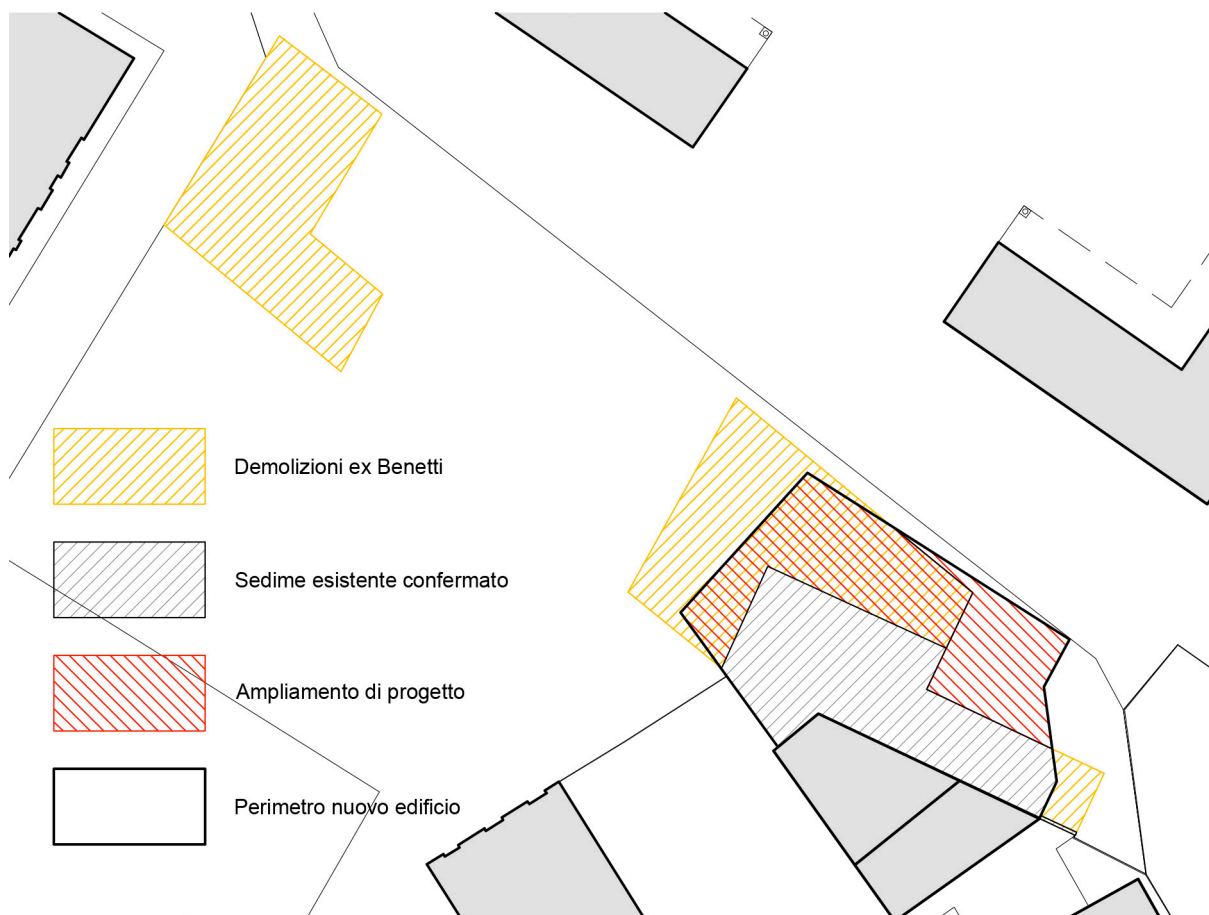 Demolizioni ex Benetti
Sedime esistente confermato
Ampliamento di progetto
Perimetro nuovo edificio